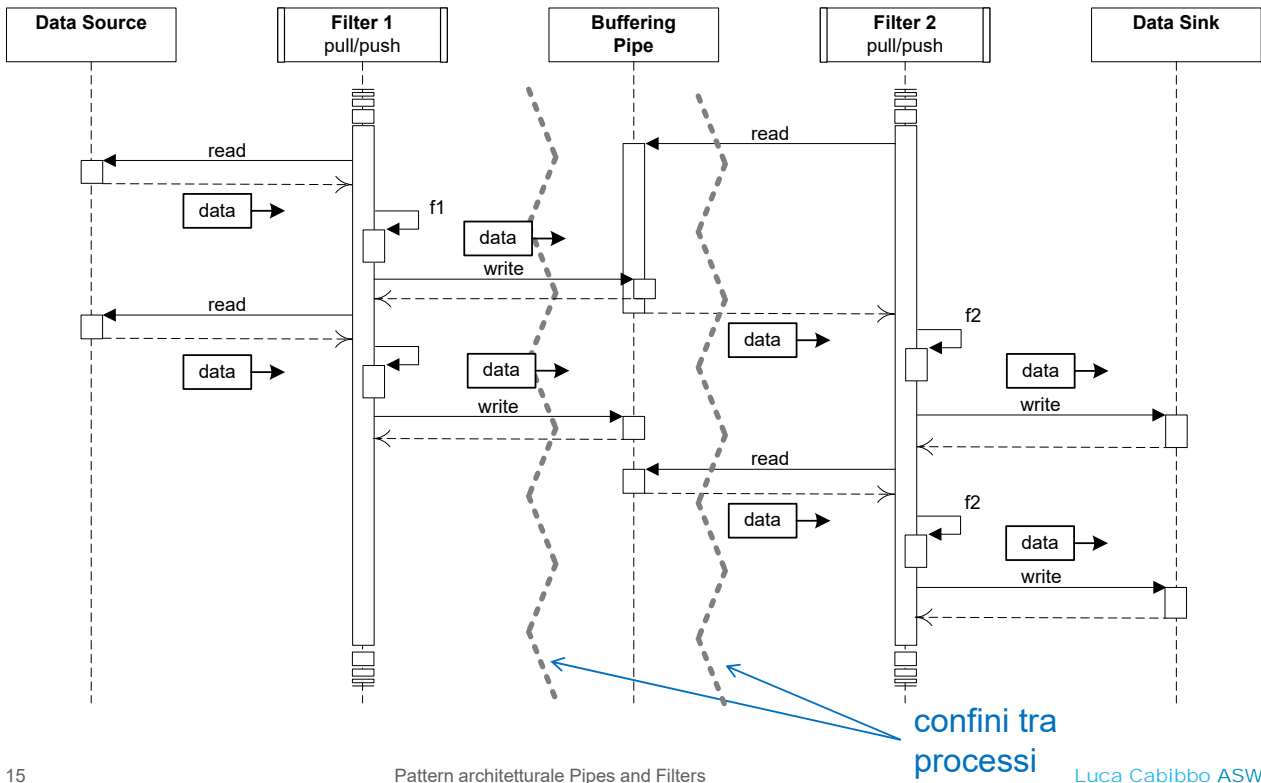 Data Source
Filter 1
pull/push
Buffering
Pipe
Filter 2
pull/push
Data Sink
read
read
data
f1
data
write
read
f2
data
data
data
data
write
write
read
f2
data
data
write
confini tra
processi
15
Pattern architetturale Pipes and Filters
Luca Cabibbo ASW